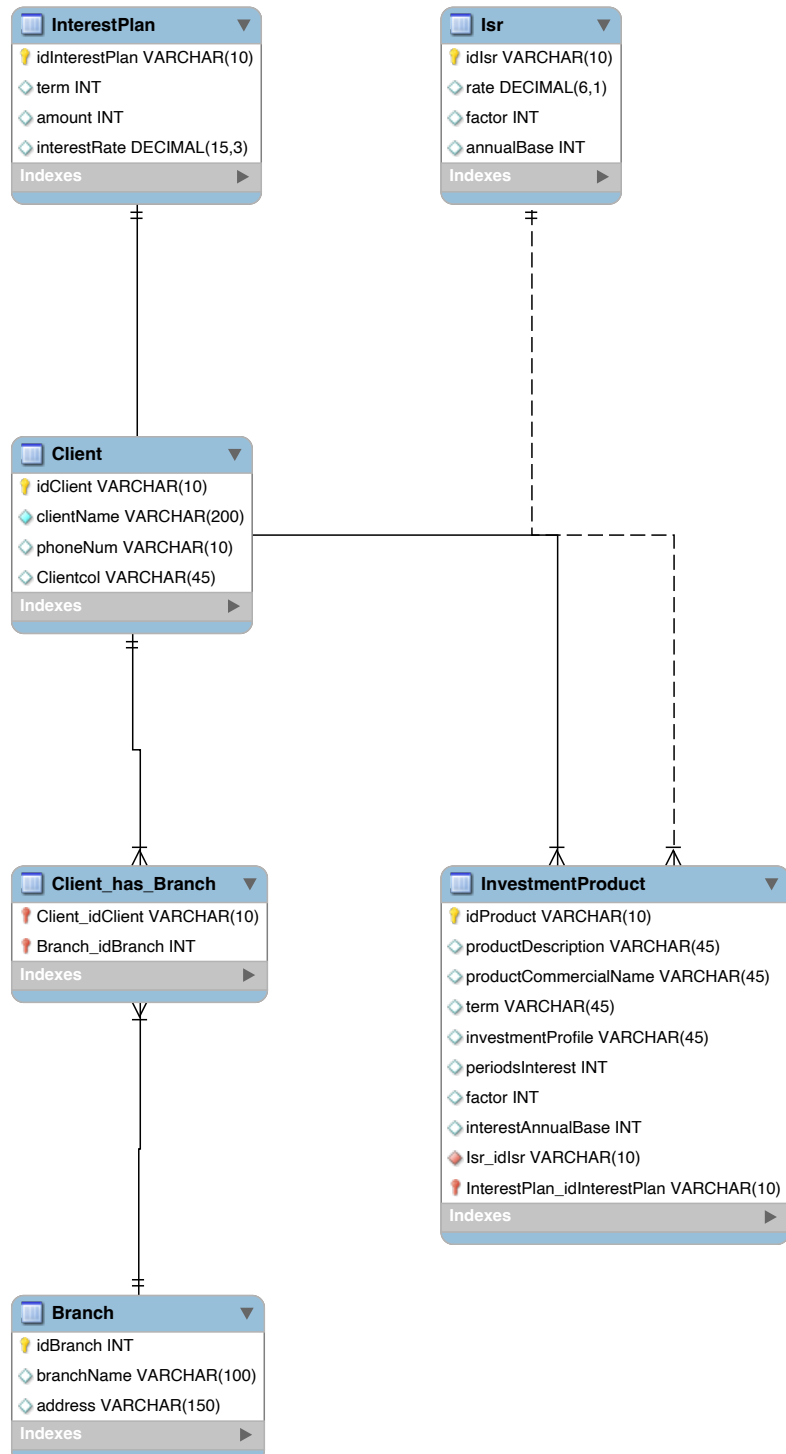 InterestPlan
idInterestPlan VARCHAR(10)
term INT
amount INT
interestRate DECIMAL(15,3)
Indexes
Isr
idIsr VARCHAR(10)
rate DECIMAL(6,1)
factor INT
annualBase INT
Indexes
Client
idClient VARCHAR(10)
clientName VARCHAR(200)
phoneNum VARCHAR(10)
Clientcol VARCHAR(45)
Indexes
Client_has_Branch
Client_idClient VARCHAR(10)
Branch_idBranch INT
Indexes
InvestmentProduct
idProduct VARCHAR(10)
productDescription VARCHAR(45)
productCommercialName VARCHAR(45)
term VARCHAR(45)
investmentProfile VARCHAR(45)
periodsInterest INT
factor INT
interestAnnualBase INT
Isr_idIsr VARCHAR(10)
InterestPlan_idInterestPlan VARCHAR(10)
Indexes
Branch
idBranch INT
branchName VARCHAR(100)
address VARCHAR(150)
Indexes